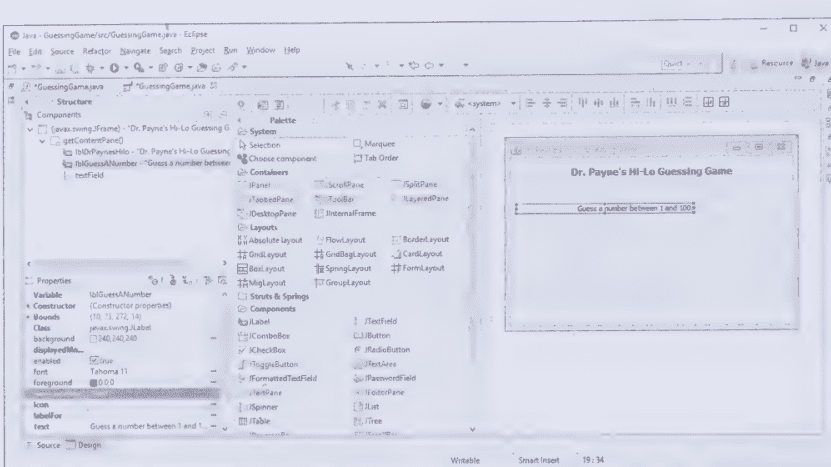 Java - GuessingGame/src/GuessingGame.java - Eclipse
File Edit Source Refactor Navigate Search Project Run Window Help
Resource Java
*GuessingGame.java *GuessingGame.java
Structure
Components
(javax.swing.JFrame) - "Dr. Payne's Hi-Lo Guessing G
getContentPane()
lblDrPaynesHilo - "Dr. Payne's Hi-Lo Guessing
lblGuessANumber - "Guess a number between
textField
Properties
Variable lblGuessANumber
Constructor (Constructor properties)
Bounds (10, 73, 272, 14)
Class javax.swing.JLabel
background 240,240,240
displayedMn...
enabled true
font Tahoma 11
foreground 0,0,0
icon
labelFor
text Guess a number between 1 and 1...
Source Design
<system>
Palette
System
Selection Marquee
Choose component Tab Order
Containers
JPanel JScrollPane JSplitPane
JTabbedPane JToolBar JLayeredPane
JDesktopPane JInternalFrame
Layouts
Absolute layout FlowLayout BorderLayout
GridLayout GridBagLayout CardLayout
BoxLayout SpringLayout FormLayout
MigLayout GroupLayout
Struts & Springs
Components
JLabel JTextField
JComboBox JButton
JCheckBox JRadioButton
JToggleButton JTextArea
JFormattedTextField JPasswordField
JTextPane JEditorPane
JSpinner JList
JTable JTree
Dr. Payne's Hi-Lo Guessing Game
Guess a number between 1 and 100
Writable Smart Insert 19 : 34